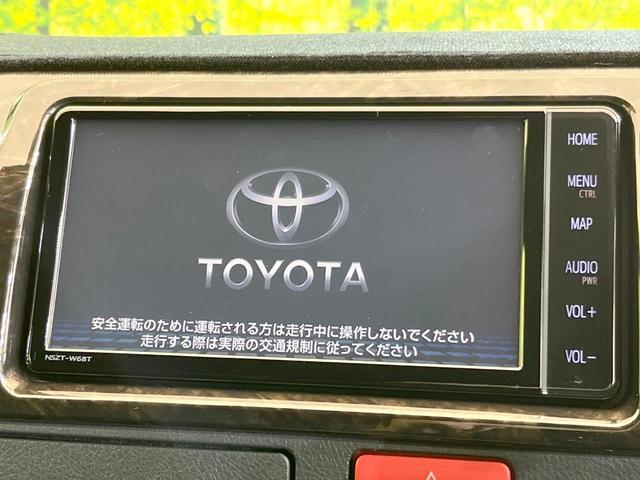 TOYOTA
安全運転のために運転される方は走行中に操作しないでください
走行する際は実際の交通規制に従ってください
NSZT-W68T
HOME
MENU
CTRL
MAP
AUDIO
PWR
VOL+
VOL-